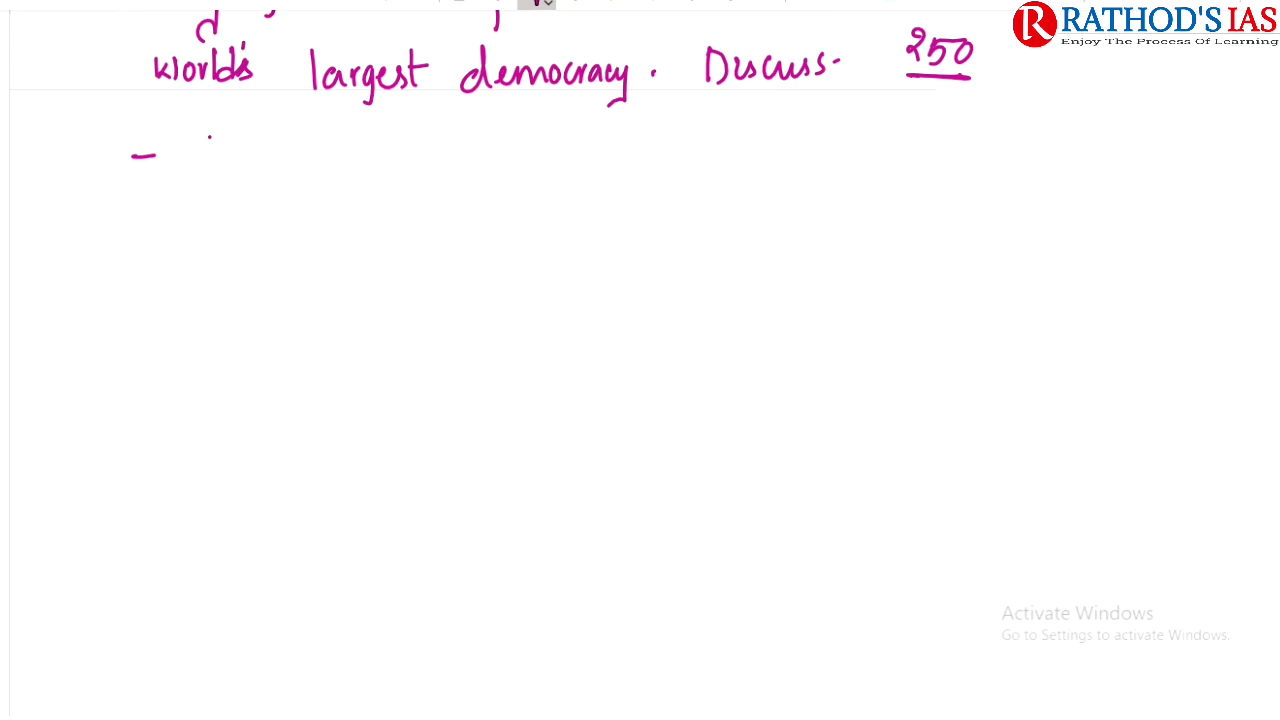 RATHOD'S IAS
Enjoy The Process Of Learning
World's largest democracy. Discuss. 250
-
Activate Windows
Go to Settings to activate Windows.